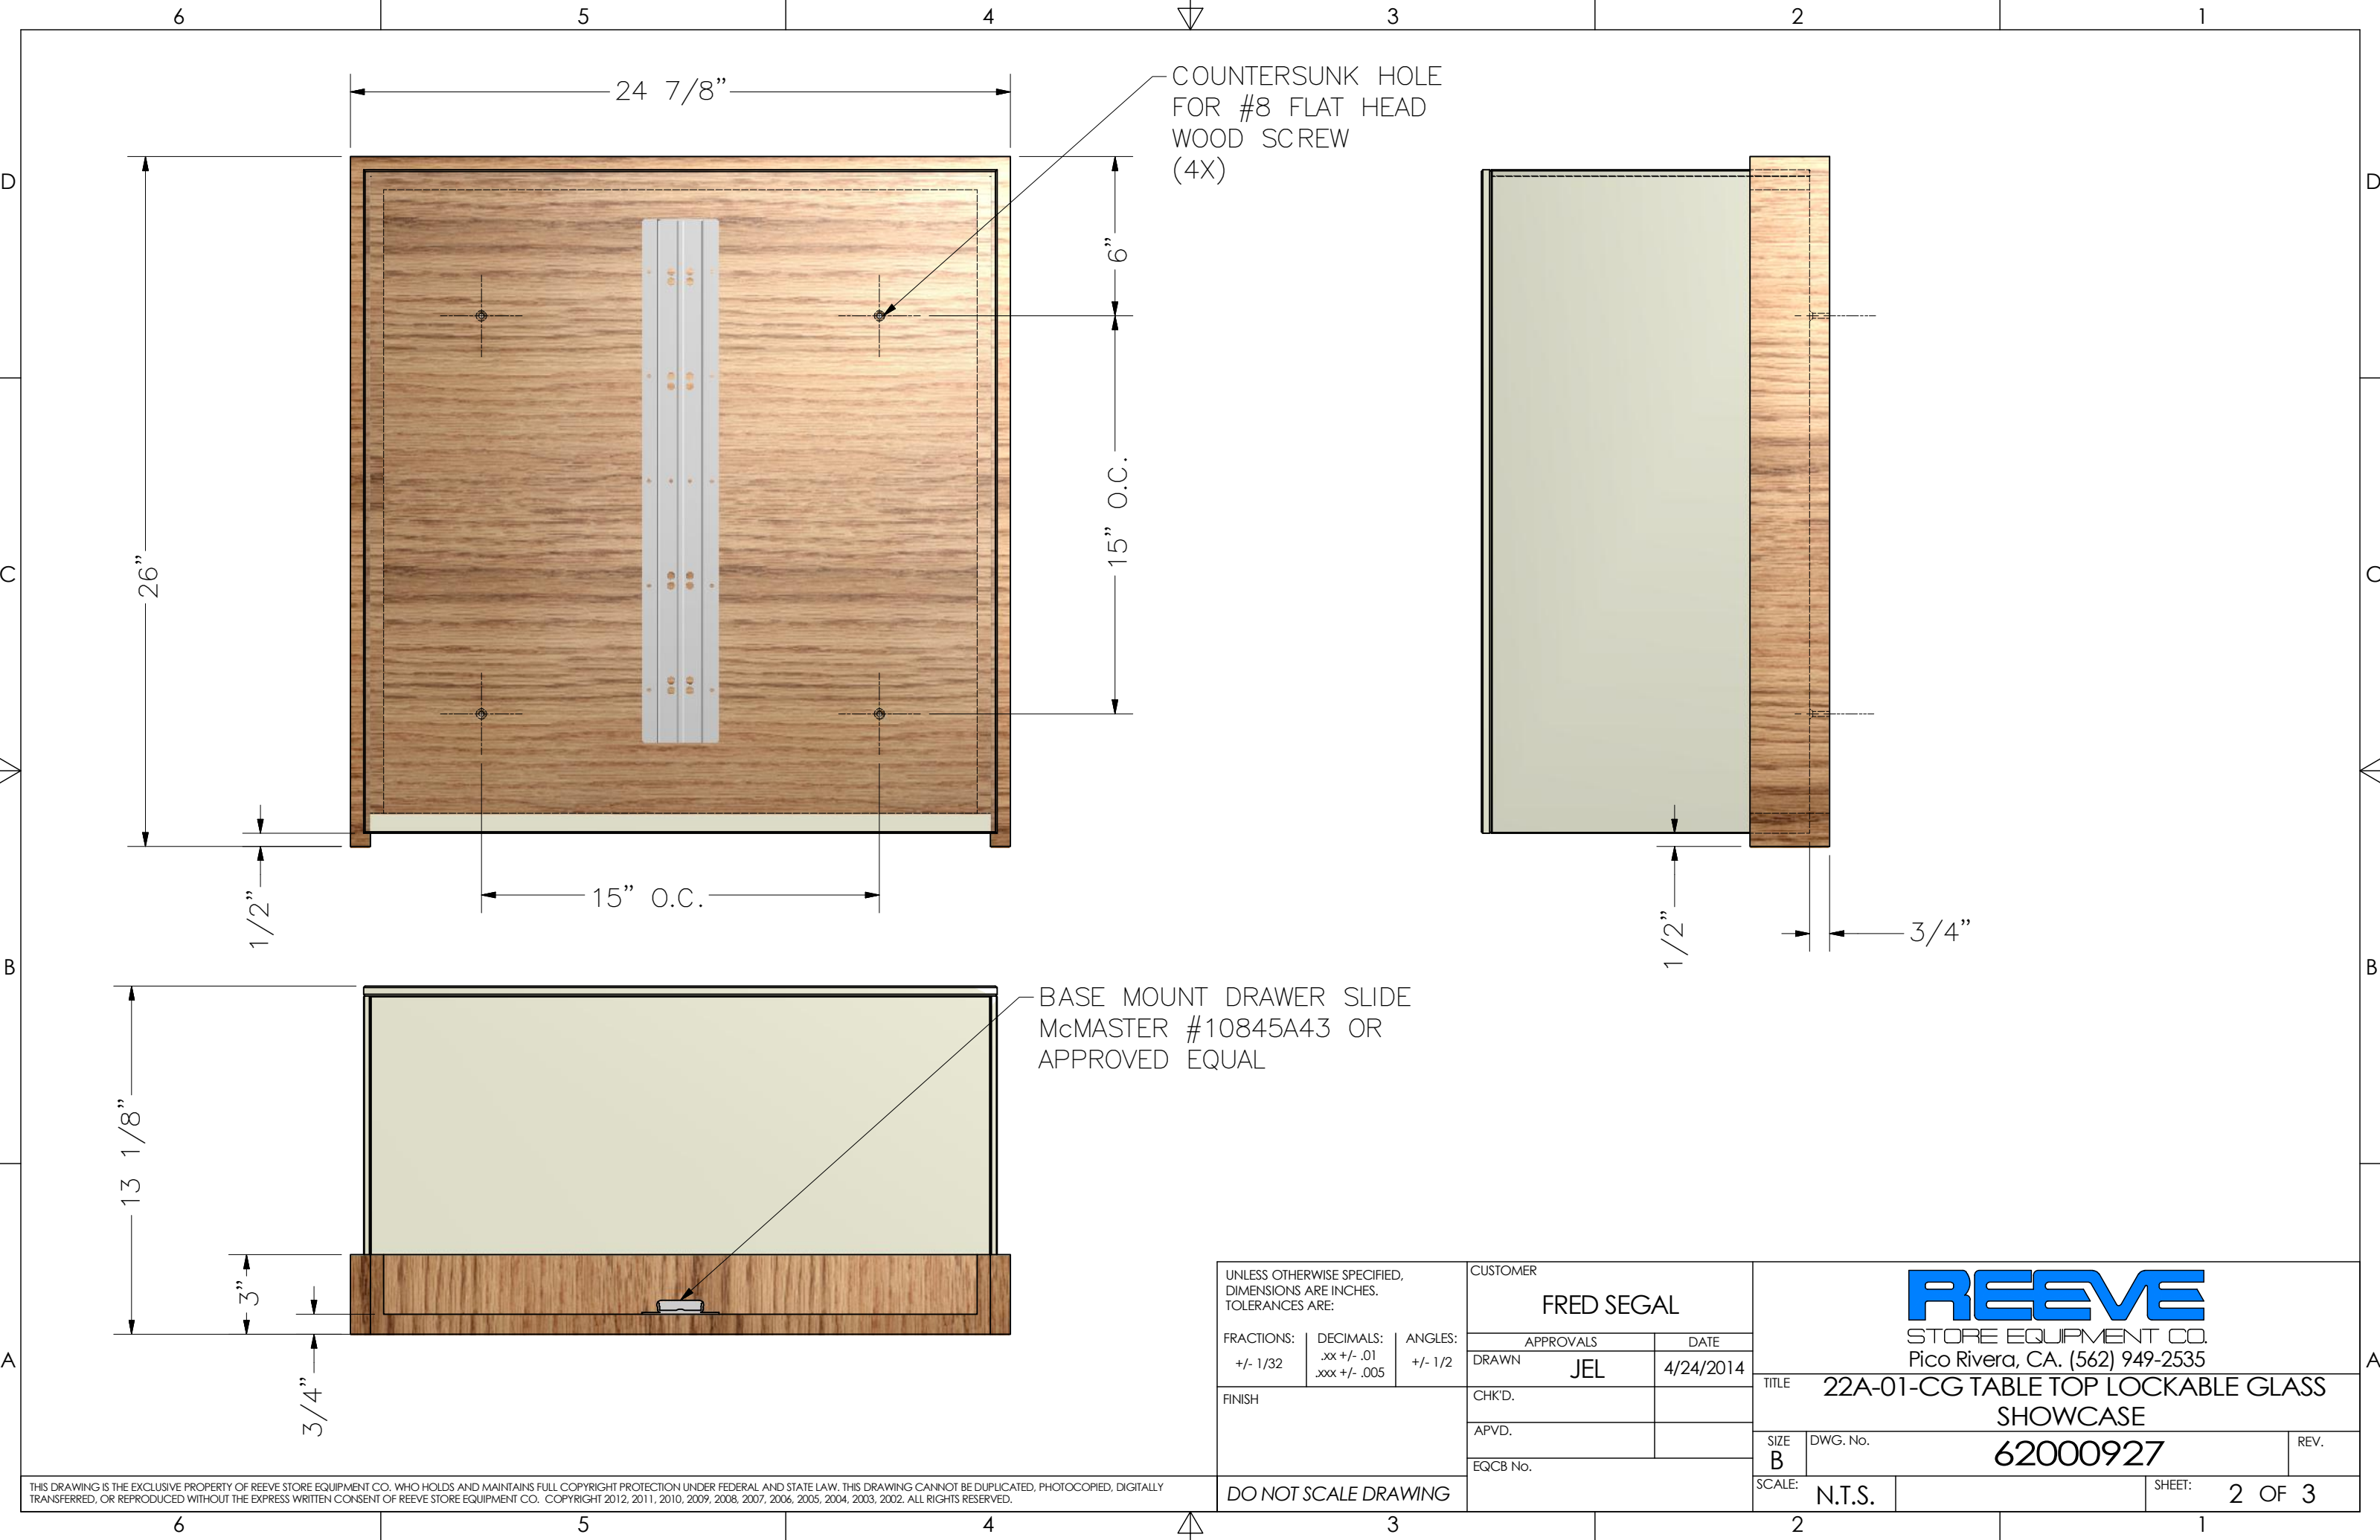 6 5 4 3 2 1
D D
C C
B B
A A
24 7/8"
COUNTERSUNK HOLE
FOR #8 FLAT HEAD
WOOD SCREW
(4X)
6"
26"
15" O.C.
1/2"
15" O.C.
1/2"
3/4"
BASE MOUNT DRAWER SLIDE
McMASTER #10845A43 OR
APPROVED EQUAL
13 1/8"
3"
3/4"
UNLESS OTHERWISE SPECIFIED,
DIMENSIONS ARE INCHES.
TOLERANCES ARE:
FRACTIONS: DECIMALS: ANGLES:
+/- 1/32 .xx +/- .01 +/- 1/2
.xxx +/- .005
FINISH
DO NOT SCALE DRAWING
CUSTOMER
FRED SEGAL
APPROVALS DATE
DRAWN JEL 4/24/2014
CHK'D.
APVD.
EQCB No.
REEVE
STORE EQUIPMENT CO.
Pico Rivera, CA. (562) 949-2535
TITLE 22A-01-CG TABLE TOP LOCKABLE GLASS
SHOWCASE
SIZE DWG. No. REV.
B 62000927
SCALE: N.T.S. SHEET: 2 OF 3
THIS DRAWING IS THE EXCLUSIVE PROPERTY OF REEVE STORE EQUIPMENT CO. WHO HOLDS AND MAINTAINS FULL COPYRIGHT PROTECTION UNDER FEDERAL AND STATE LAW. THIS DRAWING CANNOT BE DUPLICATED, PHOTOCOPIED, DIGITALLY
TRANSFERRED, OR REPRODUCED WITHOUT THE EXPRESS WRITTEN CONSENT OF REEVE STORE EQUIPMENT CO. COPYRIGHT 2012, 2011, 2010, 2009, 2008, 2007, 2006, 2005, 2004, 2003, 2002. ALL RIGHTS RESERVED.
6 5 4 3 2 1